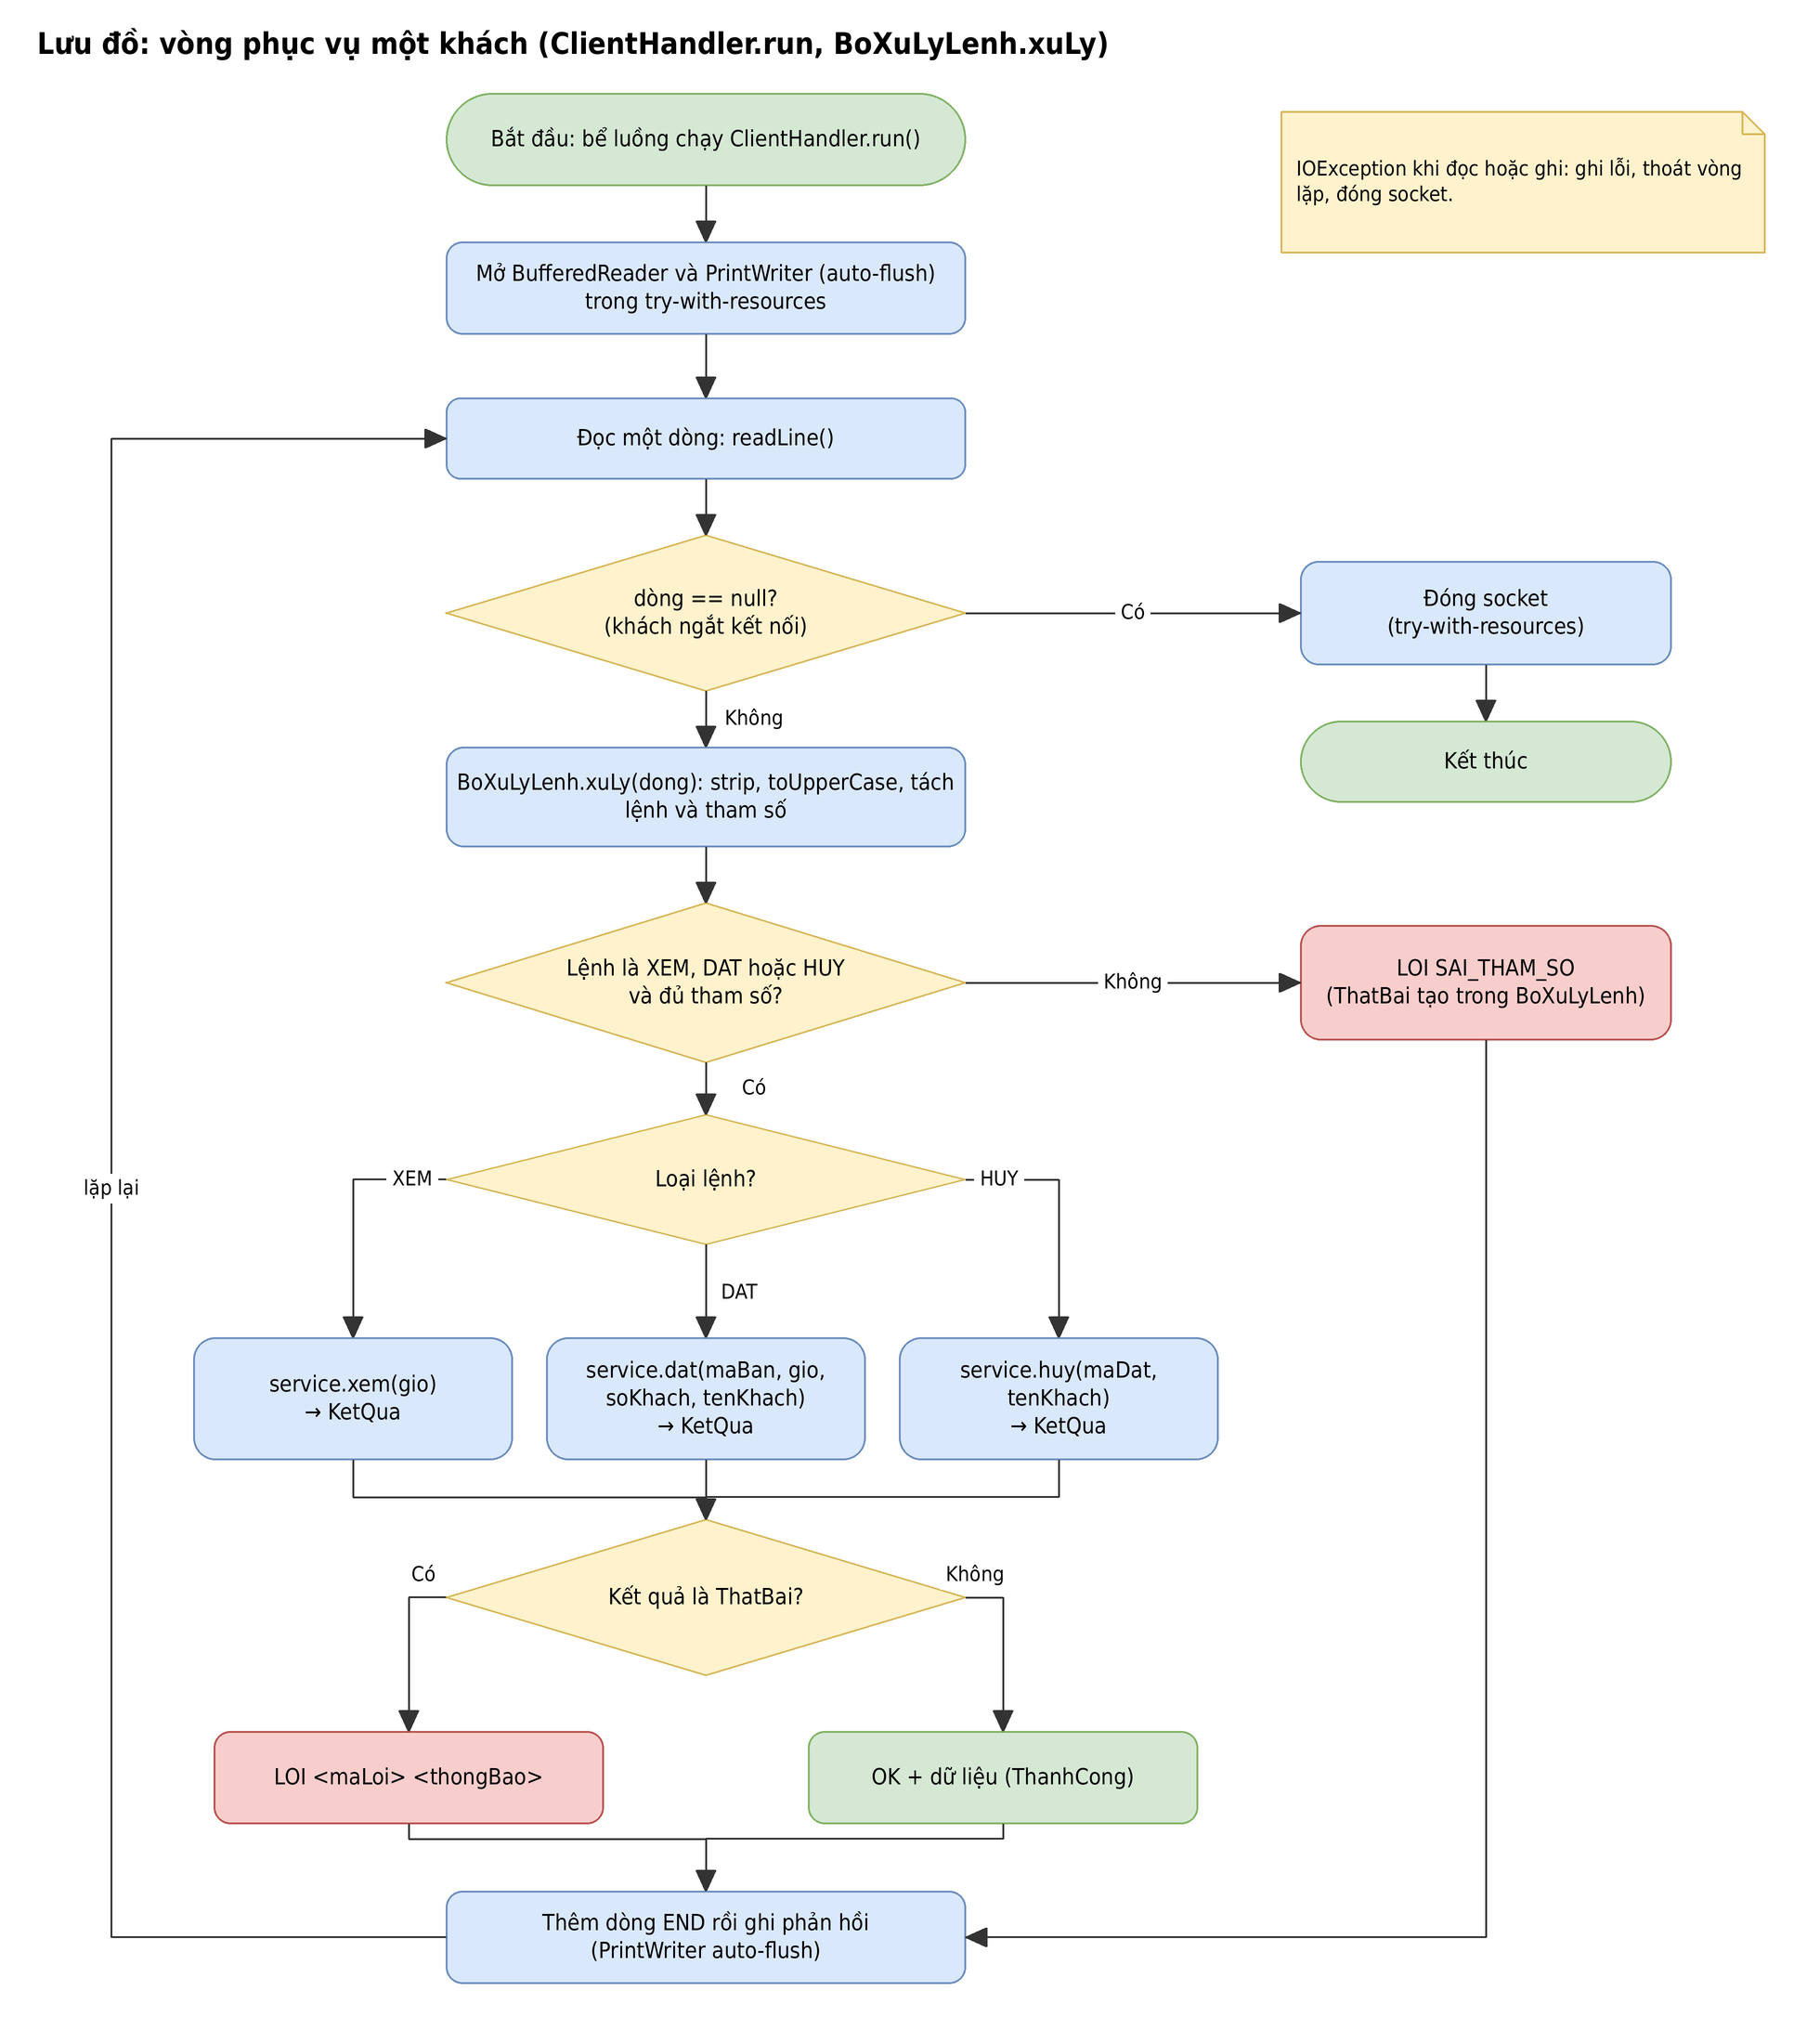 Lưu đồ: vòng phục vụ một khách (ClientHandler.run, BoXuLyLenh.xuLy)
Bắt đầu: bể luồng chạy ClientHandler.run()
IOException khi đọc hoặc ghi: ghi lỗi, thoát vòng
lặp, đóng socket.
Mở BufferedReader và PrintWriter (auto-flush)
trong try-with-resources
Đọc một dòng: readLine()
dòng == null?
(khách ngắt kết nối)
Có
Đóng socket
(try-with-resources)
Không
Kết thúc
BoXuLyLenh.xuLy(dong): strip, toUpperCase, tách
lệnh và tham số
Lệnh là XEM, DAT hoặc HUY
và đủ tham số?
Không
LOI SAI_THAM_SO
(ThatBai tạo trong BoXuLyLenh)
Có
Loại lệnh?
XEM
HUY
lặp lại
DAT
service.xem(gio)
→ KetQua
service.dat(maBan, gio,
soKhach, tenKhach)
→ KetQua
service.huy(maDat,
tenKhach)
→ KetQua
Kết quả là ThatBai?
Có
Không
LOI <maLoi> <thongBao>
OK + dữ liệu (ThanhCong)
Thêm dòng END rồi ghi phản hồi
(PrintWriter auto-flush)